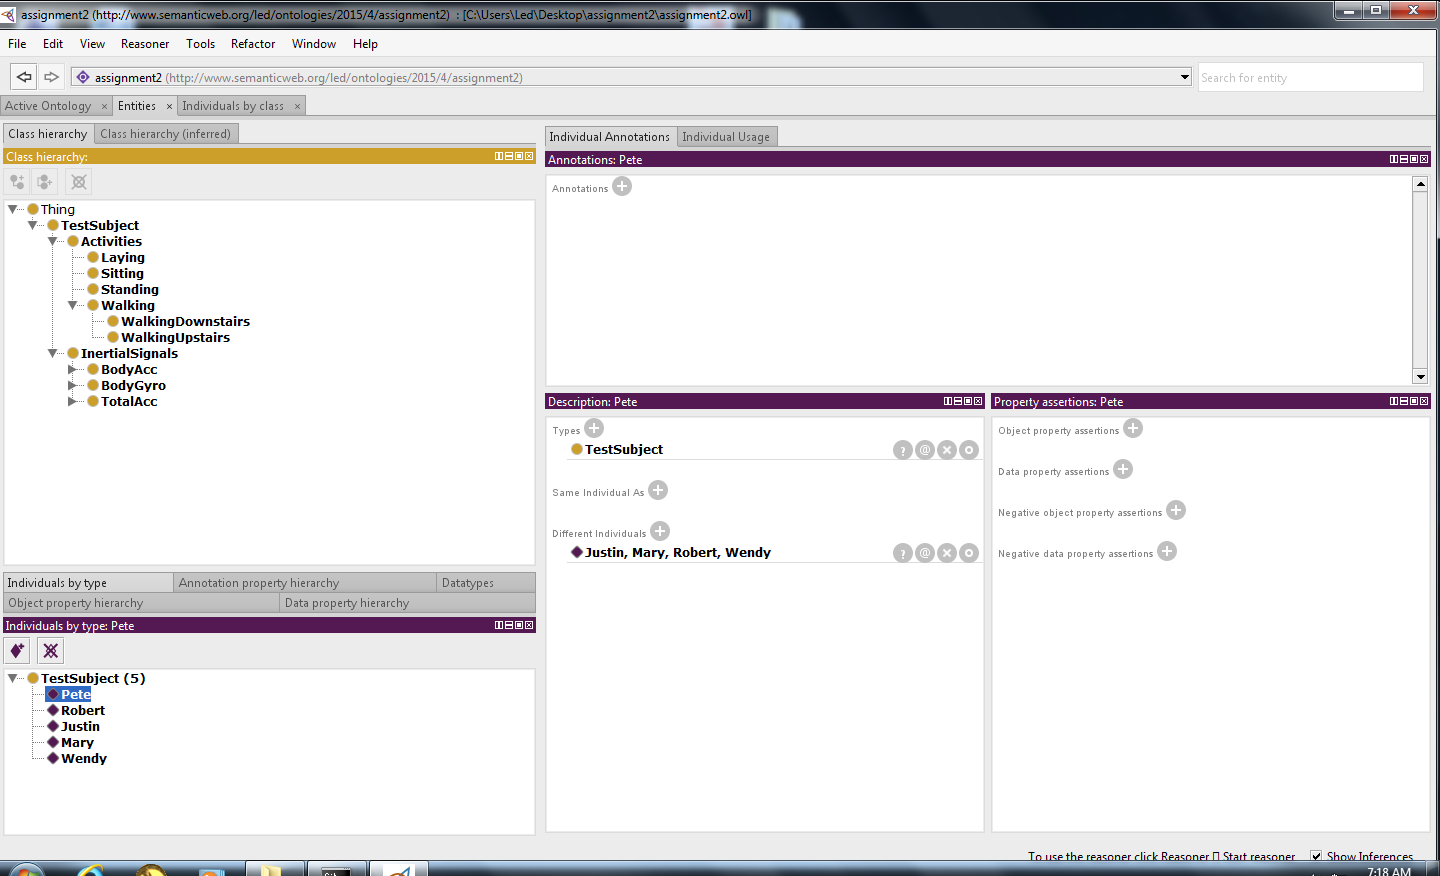 assignment2 (http://www.semanticweb.org/led/ontologies/2015/4/assignment2) : [C:\Users\Led\Desktop\assignment2\assignment2.owl]
File Edit View Reasoner Tools Refactor Window Help
assignment2 (http://www.semanticweb.org/led/ontologies/2015/4/assignment2)
Search for entity
Active Ontology × Entities × Individuals by class ×
Class hierarchy Class hierarchy (inferred)
Class hierarchy:
Thing
TestSubject
Activities
Laying
Sitting
Standing
Walking
WalkingDownstairs
WalkingUpstairs
InertialSignals
BodyAcc
BodyGyro
TotalAcc
Individuals by type Annotation property hierarchy Datatypes
Object property hierarchy Data property hierarchy
Individuals by type: Pete
TestSubject (5)
Pete
Robert
Justin
Mary
Wendy
Individual Annotations Individual Usage
Annotations: Pete
Annotations
Description: Pete
Types
TestSubject
Same Individual As
Different Individuals
Justin, Mary, Robert, Wendy
Property assertions: Pete
Object property assertions
Data property assertions
Negative object property assertions
Negative data property assertions
To use the reasoner click Reasoner Start reasoner Show Inferences
7:18 AM